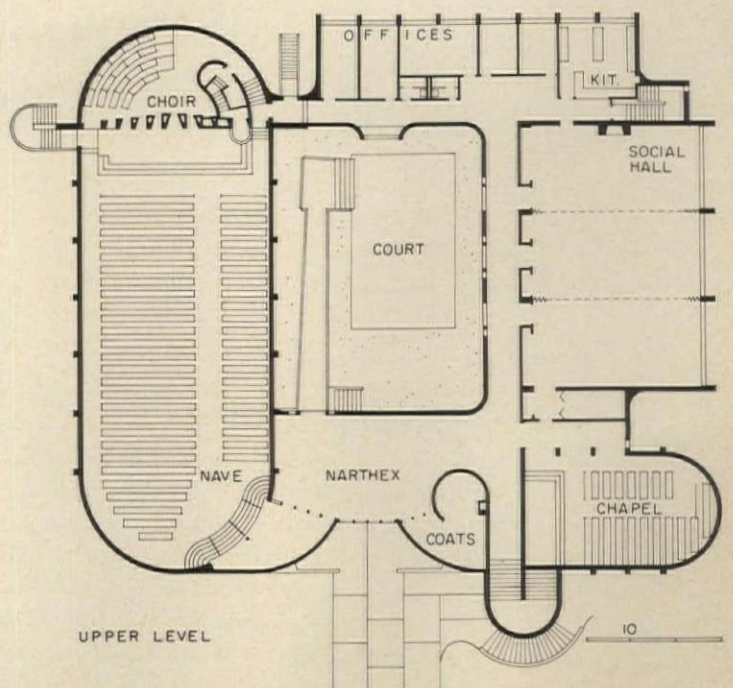 OFFICES
KIT.
CHOIR
SOCIAL
HALL
COURT
NAVE
NARTHEX
CHAPEL
COATS
UPPER LEVEL
10